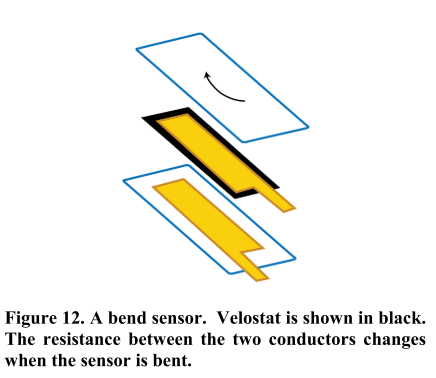 Figure 12. A bend sensor. Velostat is shown in black.
The resistance between the two conductors changes
when the sensor is bent.